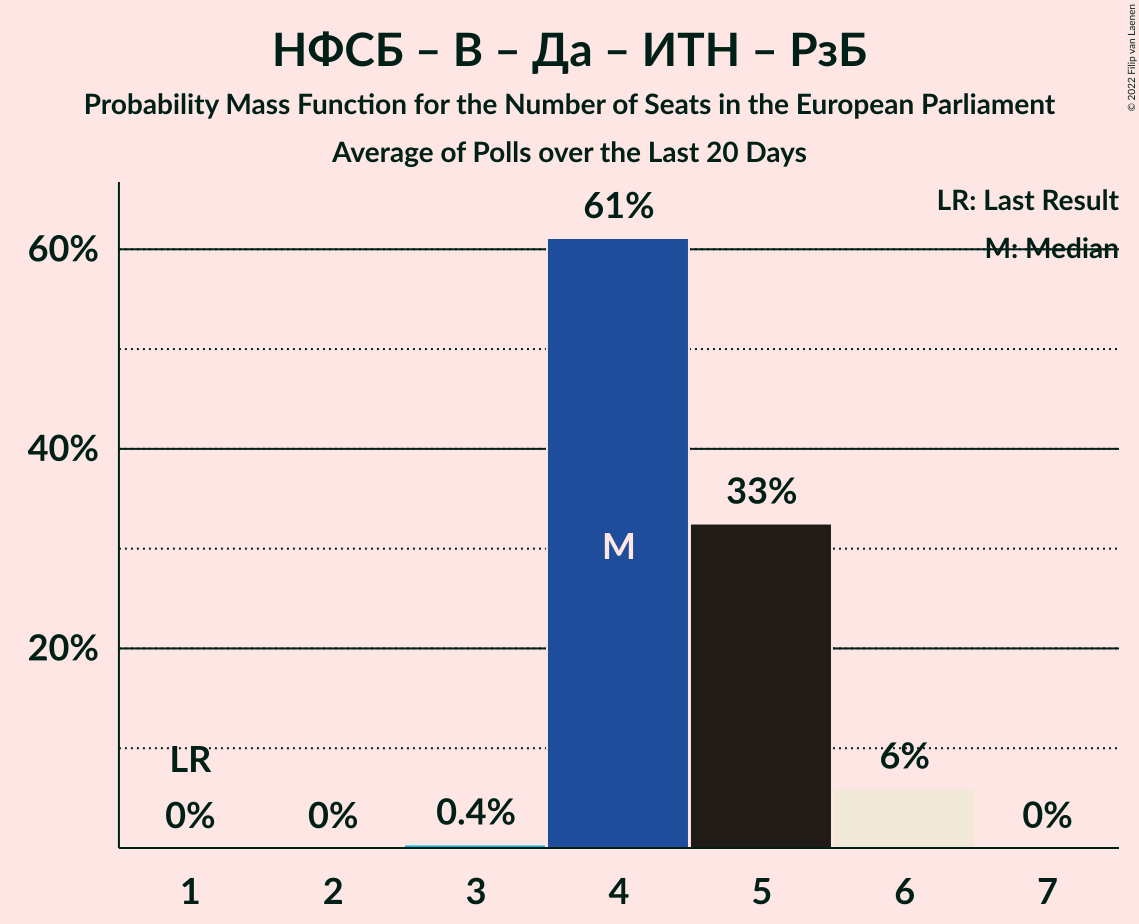 НФСБ – В – Да – ИТН – РзБ
Probability Mass Function for the Number of Seats in the European Parliament
Average of Polls over the Last 20 Days
© 2022 Filip van Laenen
LR: Last Result
M: Median
60%
40%
20%
61%
33%
M
LR
6%
0%
0%
0.4%
0%
1
2
3
4
5
6
7